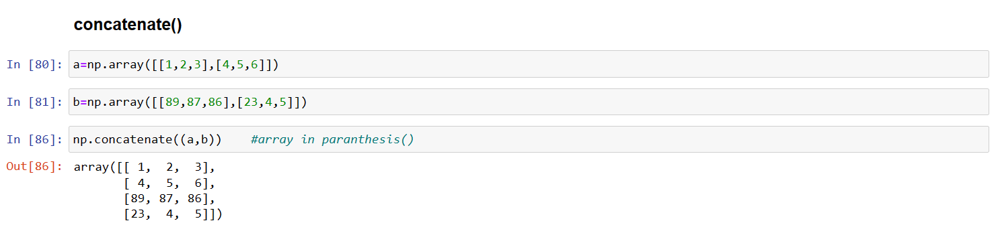 concatenate()
In [80]: a=np.array([[1,2,3],[4,5,6]])
In [81]: b=np.array([[89,87,86],[23,4,5]])
In [86]: np.concatenate((a,b))    #array in paranthesis()
Out[86]: array([[ 1,  2,  3],
       [ 4,  5,  6],
       [89, 87, 86],
       [23,  4,  5]])